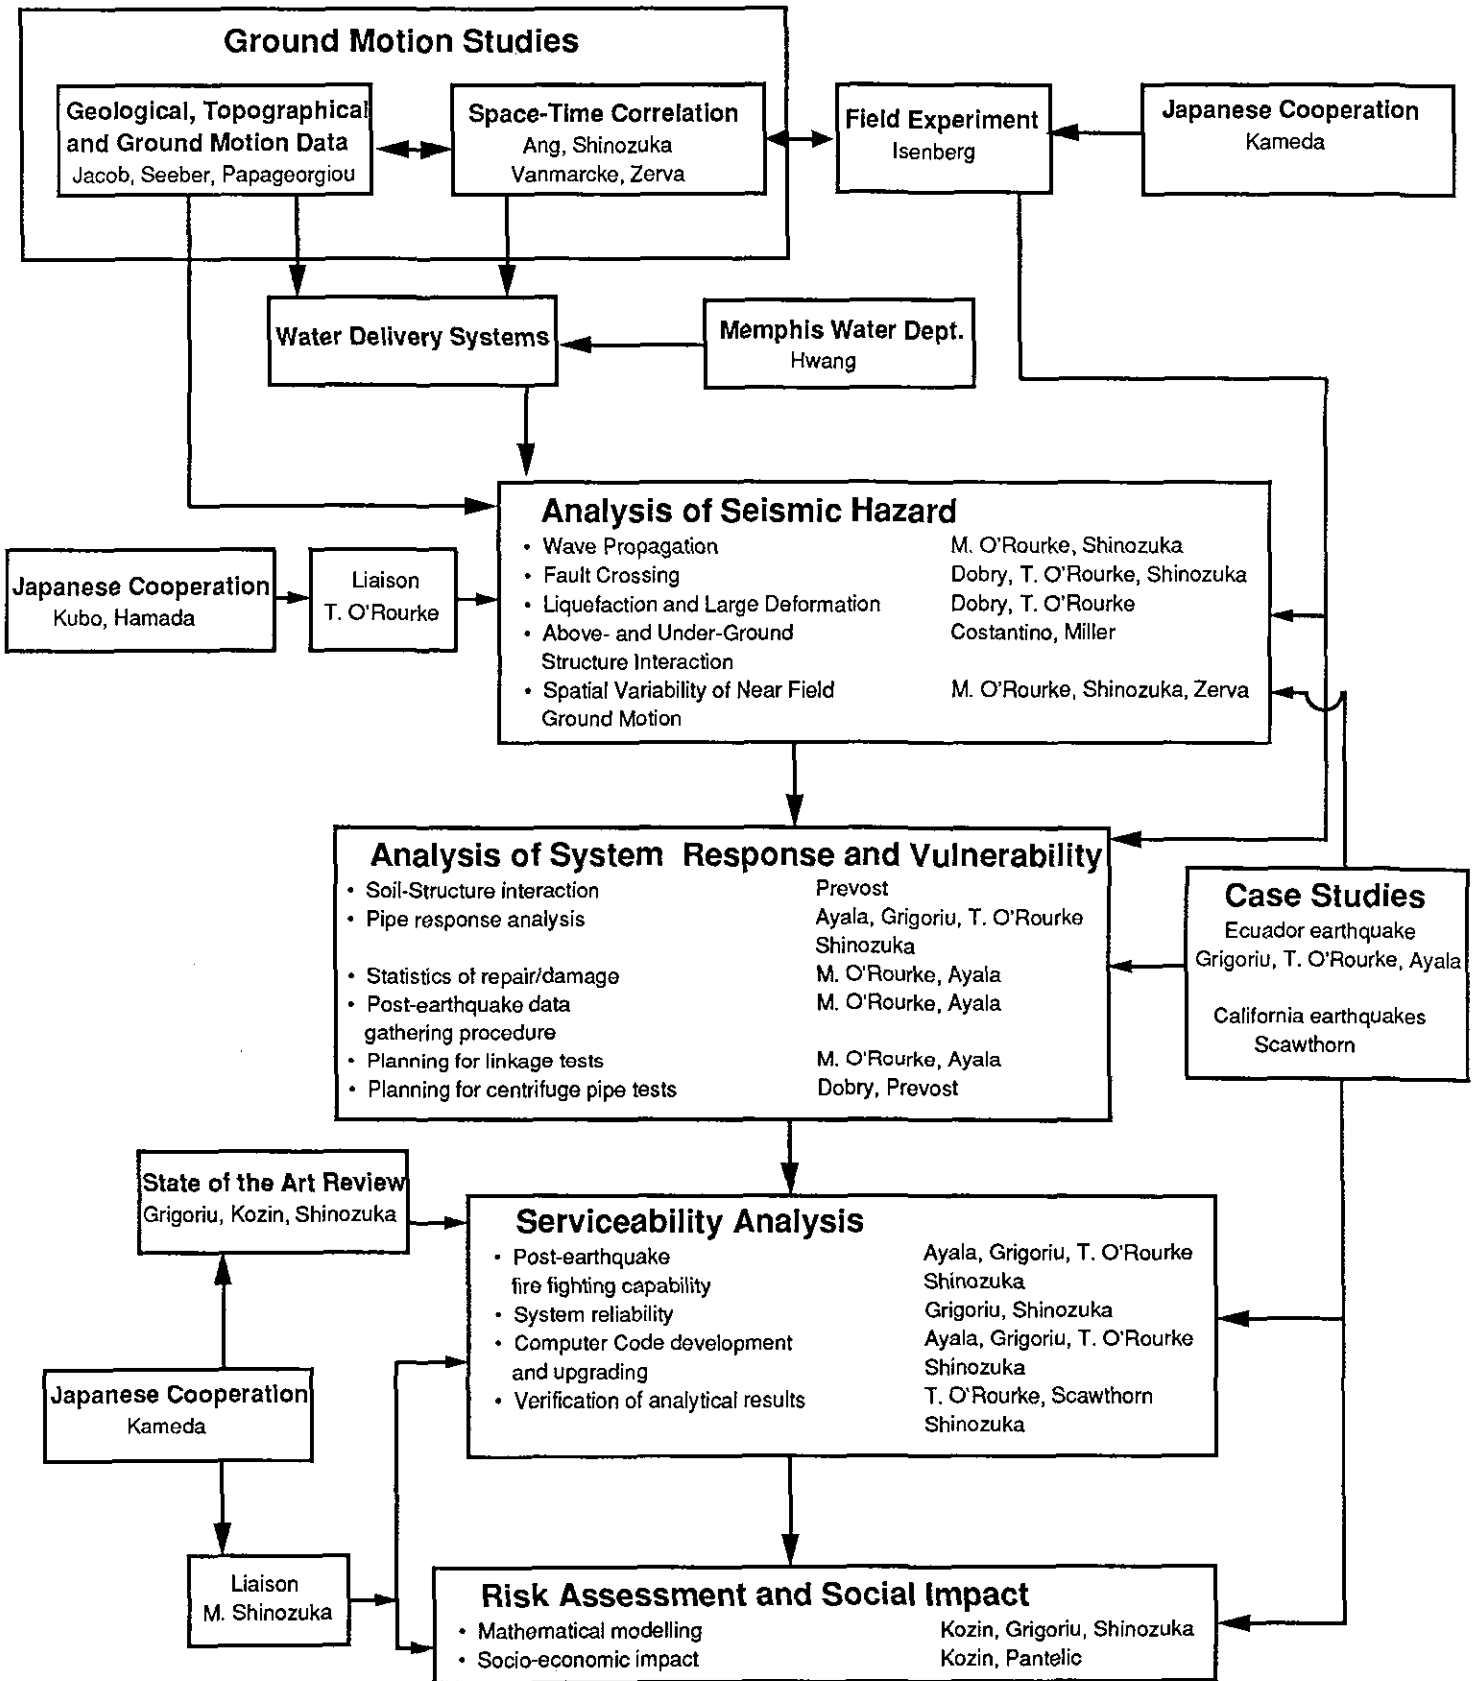 Ground Motion Studies
Geological, Topographical
and Ground Motion Data
Jacob, Seeber, Papageorgiou
Space-Time Correlation
Ang, Shinozuka
Vanmarcke, Zerva
Field Experiment
Isenberg
Japanese Cooperation
Kameda
Water Delivery Systems
Memphis Water Dept.
Hwang
Analysis of Seismic Hazard
• Wave Propagation M. O'Rourke, Shinozuka
• Fault Crossing Dobry, T. O'Rourke, Shinozuka
• Liquefaction and Large Deformation Dobry, T. O'Rourke
• Above- and Under-Ground Costantino, Miller
Structure Interaction
• Spatial Variability of Near Field M. O'Rourke, Shinozuka, Zerva
Ground Motion
Japanese Cooperation
Kubo, Hamada
Liaison
T. O'Rourke
Analysis of System Response and Vulnerability
• Soil-Structure interaction Prevost
• Pipe response analysis Ayala, Grigoriu, T. O'Rourke
Shinozuka
• Statistics of repair/damage M. O'Rourke, Ayala
• Post-earthquake data M. O'Rourke, Ayala
gathering procedure
• Planning for linkage tests M. O'Rourke, Ayala
• Planning for centrifuge pipe tests Dobry, Prevost
Case Studies
Ecuador earthquake
Grigoriu, T. O'Rourke, Ayala
California earthquakes
Scawthorn
State of the Art Review
Grigoriu, Kozin, Shinozuka
Serviceability Analysis
• Post-earthquake Ayala, Grigoriu, T. O'Rourke
fire fighting capability Shinozuka
• System reliability Grigoriu, Shinozuka
• Computer Code development Ayala, Grigoriu, T. O'Rourke
and upgrading Shinozuka
• Verification of analytical results T. O'Rourke, Scawthorn
Shinozuka
Japanese Cooperation
Kameda
Liaison
M. Shinozuka
Risk Assessment and Social Impact
• Mathematical modelling Kozin, Grigoriu, Shinozuka
• Socio-economic impact Kozin, Pantelic